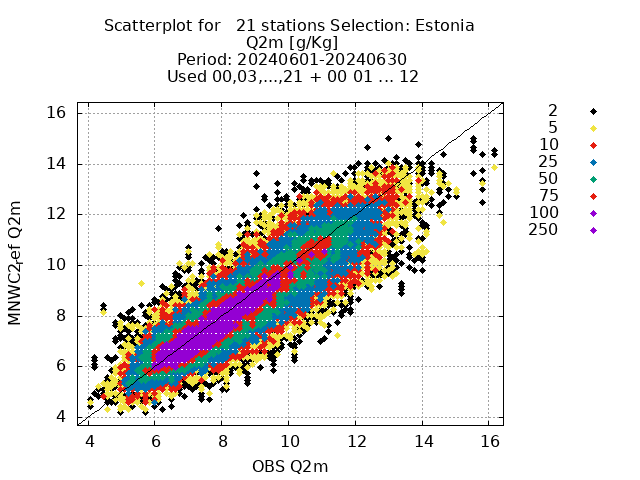 Scatterplot for   21 stations Selection: Estonia
Q2m [g/Kg]
Period: 20240601-20240630
Used 00,03,...,21 + 00 01 ... 12
16
14
12
10
8
6
4
MNWC2ref Q2m
4 6 8 10 12 14 16
OBS Q2m
2
5
10
25
50
75
100
250